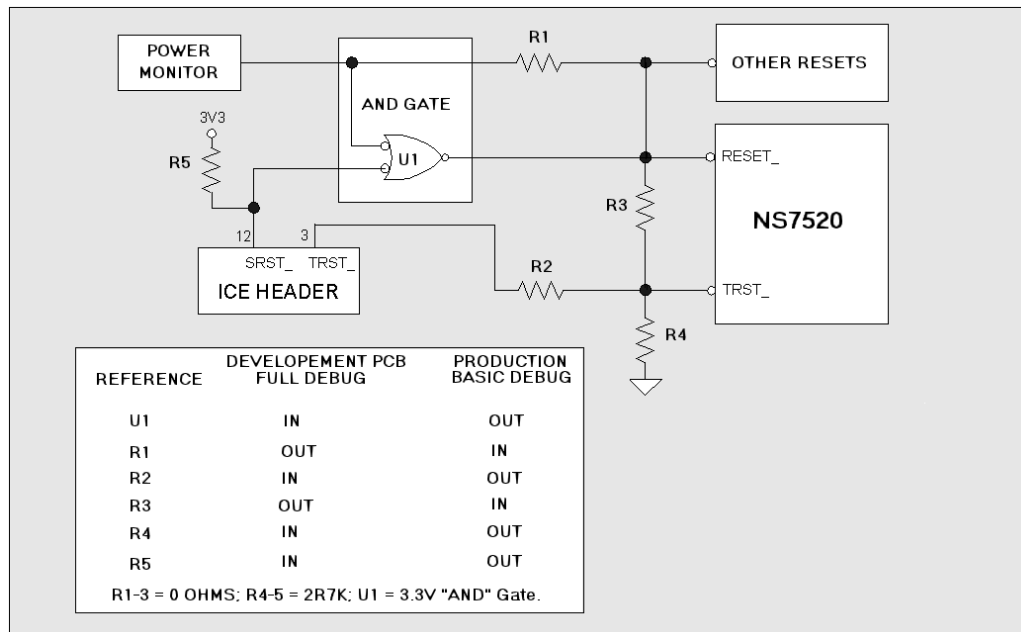 R1
POWER
MONITOR
OTHER RESETS
AND GATE
3V3
U1
R5
RESET_
R3
NS7520
12
3
SRST_ TRST_
R2
ICE HEADER
TRST_
R4
REFERENCE
DEVELOPEMENT PCB
FULL DEBUG
PRODUCTION
BASIC DEBUG
U1 IN OUT
R1 OUT IN
R2 IN OUT
R3 OUT IN
R4 IN OUT
R5 IN OUT
R1-3 = 0 OHMS; R4-5 = 2R7K; U1 = 3.3V "AND" Gate.